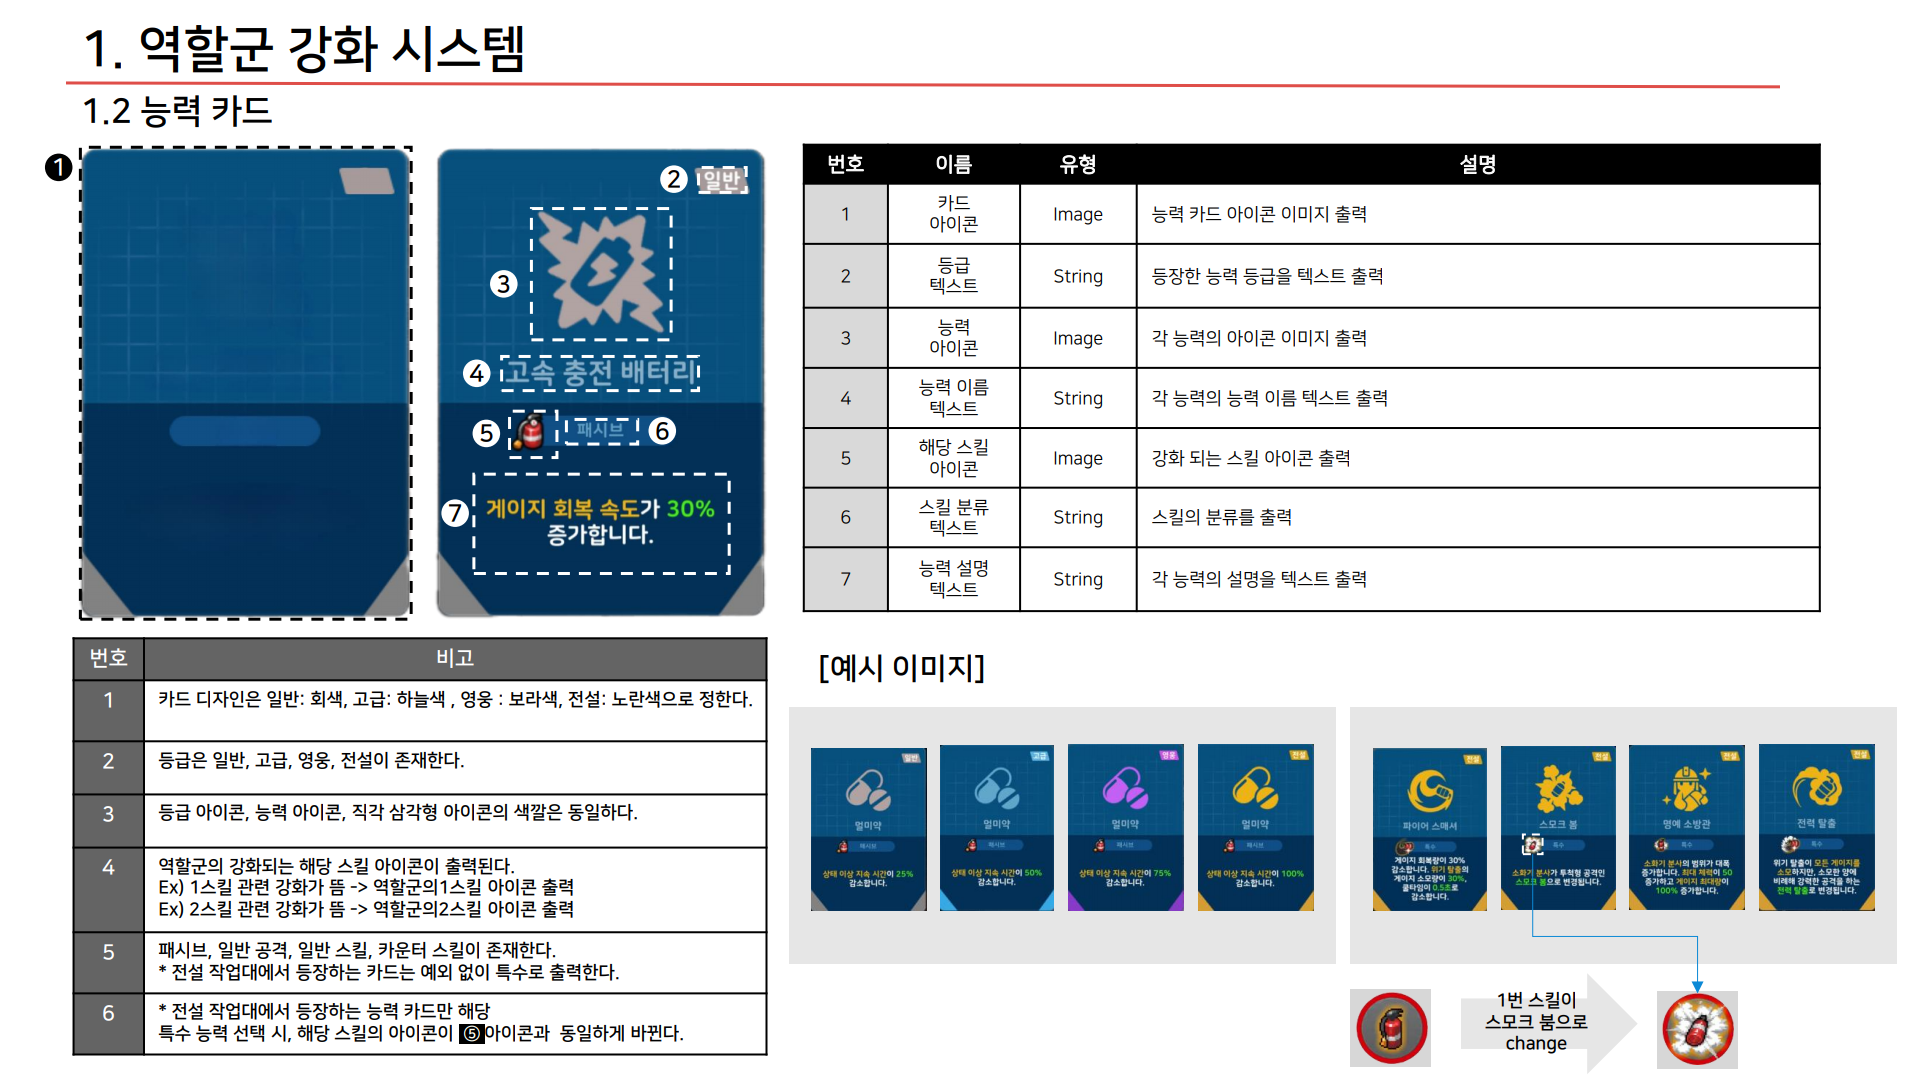 1. 역할군 강화 시스템
1.2 능력 카드
1
2
일반
3
4
고속 충전 배터리
5
패시브
6
7
게이지 회복 속도가 30%
증가합니다.
번호 이름 유형 설명
1 카드 아이콘 Image 능력 카드 아이콘 이미지 출력
2 등급 텍스트 String 등장한 능력 등급을 텍스트 출력
3 능력 아이콘 Image 각 능력의 아이콘 이미지 출력
4 능력 이름 텍스트 String 각 능력의 능력 이름 텍스트 출력
5 해당 스킬 아이콘 Image 강화 되는 스킬 아이콘 출력
6 스킬 분류 텍스트 String 스킬의 분류를 출력
7 능력 설명 텍스트 String 각 능력의 설명을 텍스트 출력
번호 비고
1 카드 디자인은 일반: 회색, 고급: 하늘색 , 영웅 : 보라색, 전설: 노란색으로 정한다.
2 등급은 일반, 고급, 영웅, 전설이 존재한다.
3 등급 아이콘, 능력 아이콘, 직각 삼각형 아이콘의 색깔은 동일하다.
4 역할군의 강화되는 해당 스킬 아이콘이 출력된다.
Ex) 1스킬 관련 강화가 뜸 -> 역할군의1스킬 아이콘 출력
Ex) 2스킬 관련 강화가 뜸 -> 역할군의2스킬 아이콘 출력
5 패시브, 일반 공격, 일반 스킬, 카운터 스킬이 존재한다.
* 전설 작업대에서 등장하는 카드는 예외 없이 특수로 출력한다.
6 * 전설 작업대에서 등장하는 능력 카드만 해당
특수 능력 선택 시, 해당 스킬의 아이콘이 ⑤아이콘과 동일하게 바뀐다.
[예시 이미지]
일반
멀미약
패시브
상태 이상 지속 시간이 25%
감소합니다.
고급
멀미약
패시브
상태 이상 지속 시간이 50%
감소합니다.
영웅
멀미약
패시브
상태 이상 지속 시간이 75%
감소합니다.
전설
멀미약
패시브
상태 이상 지속 시간이 100%
감소합니다.
전설
파이어 스매셔
특수
게이지 회복량이 30%
감소합니다. 위기 탈출의
게이지 소모량이 30%,
쿨타임이 0.5초로
감소합니다.
전설
스모크 붐
특수
소화기 분사가 투척형 공격인
스모크 붐으로 변경됩니다.
전설
명예 소방관
특수
소화기 분사의 범위가 대폭
증가합니다. 최대 체력이 50
증가하고 게이지 최대량이
100% 증가합니다.
전설
전력 탈출
특수
위기 탈출이 모든 게이지를
소모하지만, 소모한 양에
비례해 강력한 공격을 하는
전력 탈출로 변경됩니다.
1번 스킬이
스모크 붐으로
change